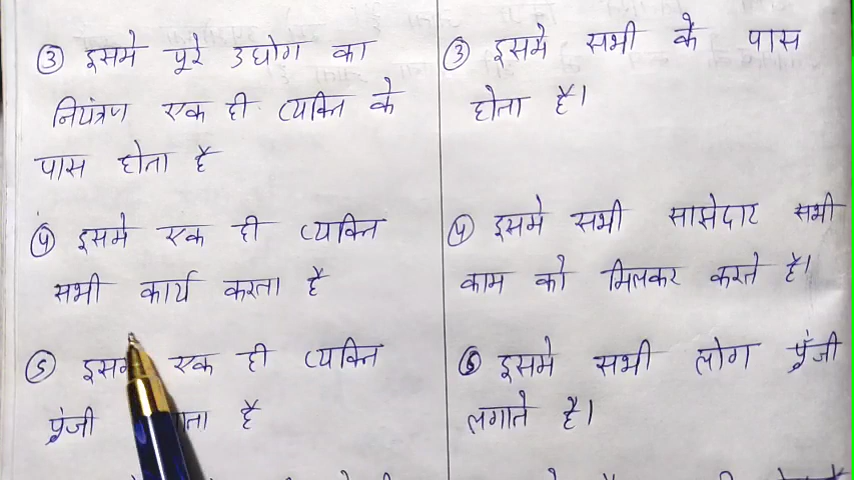 ③ इसमे पूरे उद्योग का
नियंत्रण एक ही व्यक्ति के
पास होता है
④ इसमे एक ही व्यक्ति
सभी कार्य करता है
⑤ एक ही व्यक्ति
पूंजी है
③ इसमे सभी के पास
होता है।
④ इसमे सभी साझेदार सभी
काम को मिलकर करते है।
इसमे सभी लोग पूंजी
लगाते है।